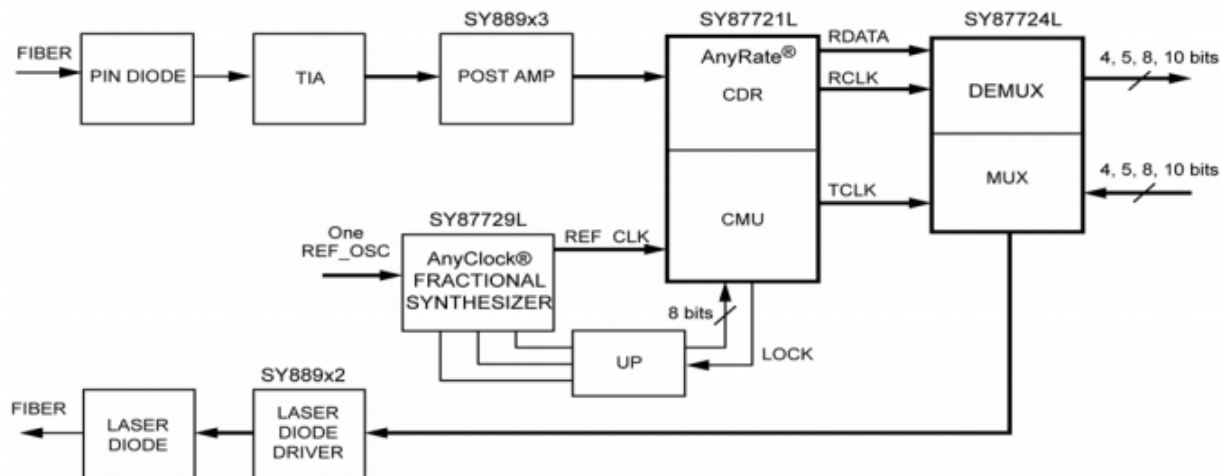 SY889x3
SY87721L
SY87724L
FIBER
PIN DIODE
TIA
POST AMP
AnyRate®
CDR
RDATA
RCLK
DEMUX
4, 5, 8, 10 bits
CMU
TCLK
MUX
4, 5, 8, 10 bits
SY87729L
One
REF_OSC
AnyClock®
FRACTIONAL
SYNTHESIZER
REF_CLK
8 bits
UP
LOCK
SY889x2
FIBER
LASER
DIODE
LASER
DIODE
DRIVER